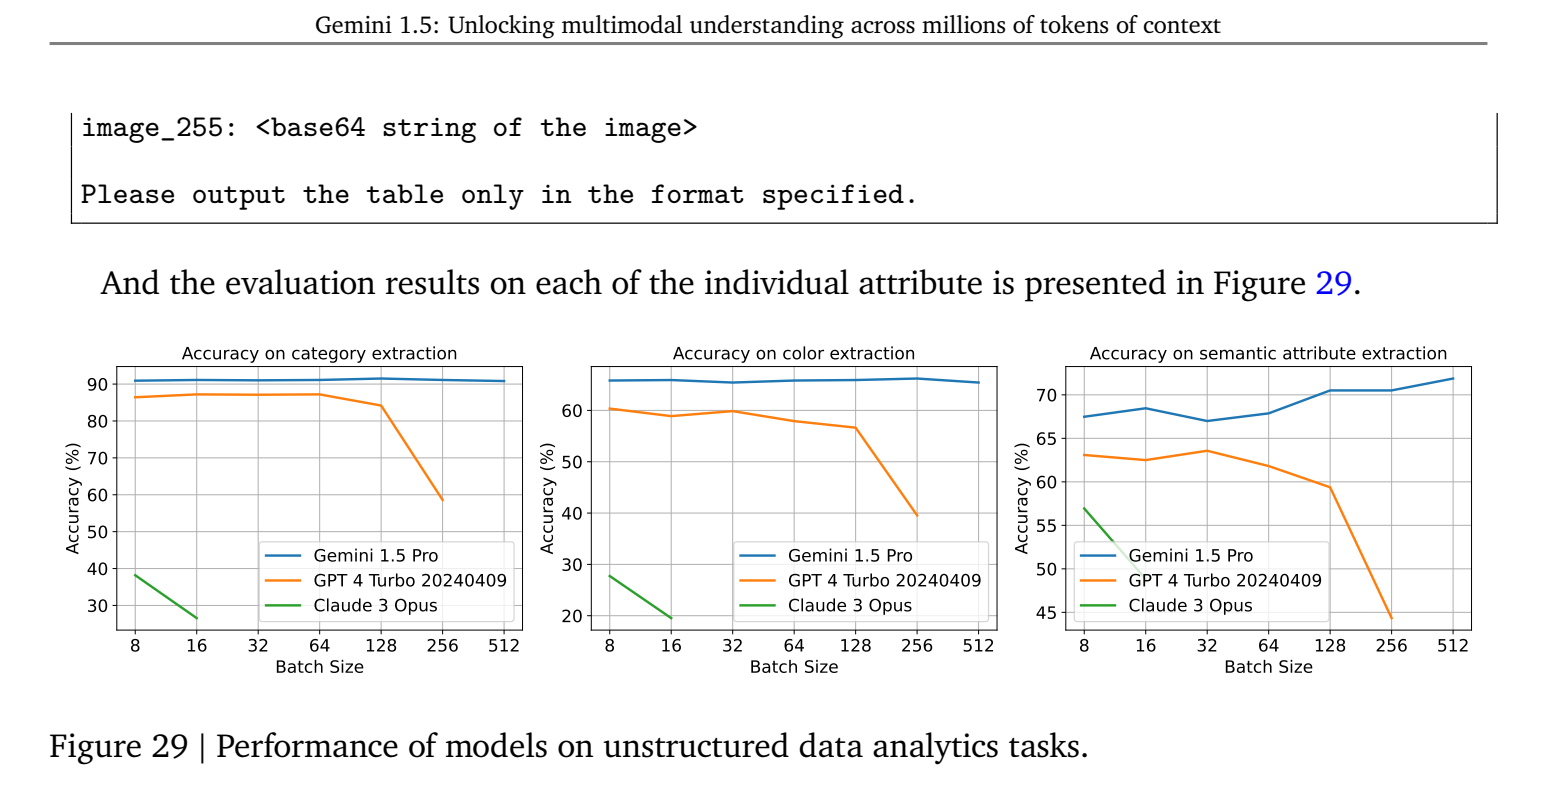 Gemini 1.5: Unlocking multimodal understanding across millions of tokens of context
image_255: <base64 string of the image>
Please output the table only in the format specified.
And the evaluation results on each of the individual attribute is presented in Figure 29.
Accuracy on category extraction
Accuracy (%)
90
80
70
60
50
40
30
Gemini 1.5 Pro
GPT 4 Turbo 20240409
Claude 3 Opus
8 16 32 64 128 256 512
Batch Size
Accuracy on color extraction
Accuracy (%)
60
50
40
30
20
Gemini 1.5 Pro
GPT 4 Turbo 20240409
Claude 3 Opus
8 16 32 64 128 256 512
Batch Size
Accuracy on semantic attribute extraction
Accuracy (%)
70
65
60
55
50
45
Gemini 1.5 Pro
GPT 4 Turbo 20240409
Claude 3 Opus
8 16 32 64 128 256 512
Batch Size
Figure 29 | Performance of models on unstructured data analytics tasks.